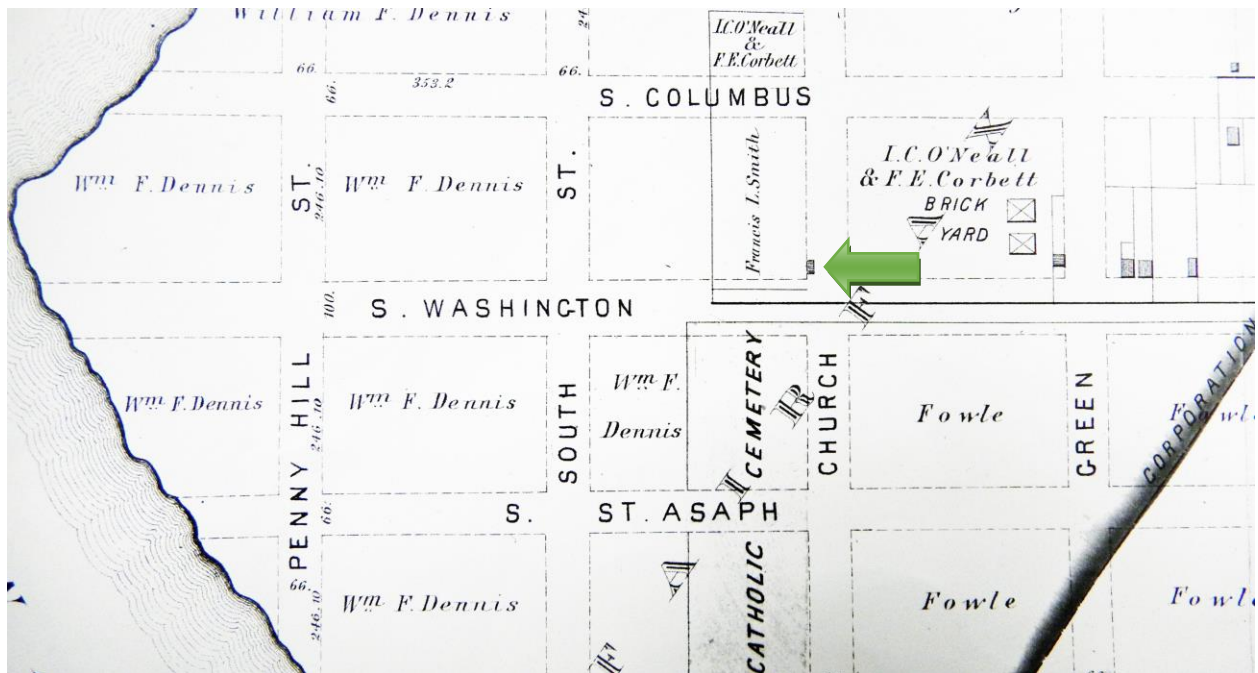 William F. Dennis
24
I.C.O'Neall
&
F.E.Corbett
66.
66.
66.
353.2
S. COLUMBUS
Wm F. Dennis
ST.
246.10
Wm F. Dennis
ST.
Francis L. Smith
I.C.O'Neall
& F.E.Corbett
BRICK
YARD
A
V
F
100.
S. WASHINGTON
Wm F. Dennis
PENNY HILL
246.10
Wm F. Dennis
SOUTH
Wm F.
Dennis
CEMETERY
R
I
CHURCH
Fowle
GREEN
Fowle
CORPORATION
66.
S. ST. ASAPH
66.
246.10
Wm F. Dennis
A
F
CATHOLIC
Fowle
Fowle